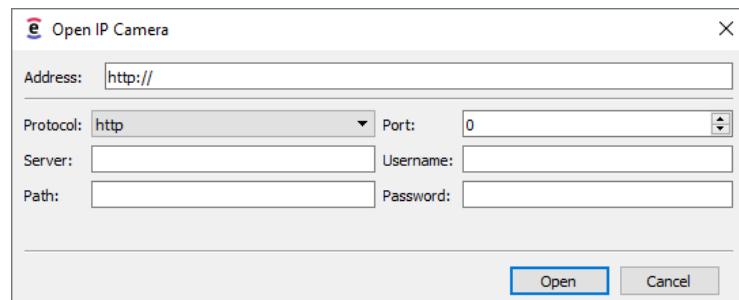 Open IP Camera
Address: http://
Protocol: http Port: 0
Server: Username:
Path: Password:
Open Cancel